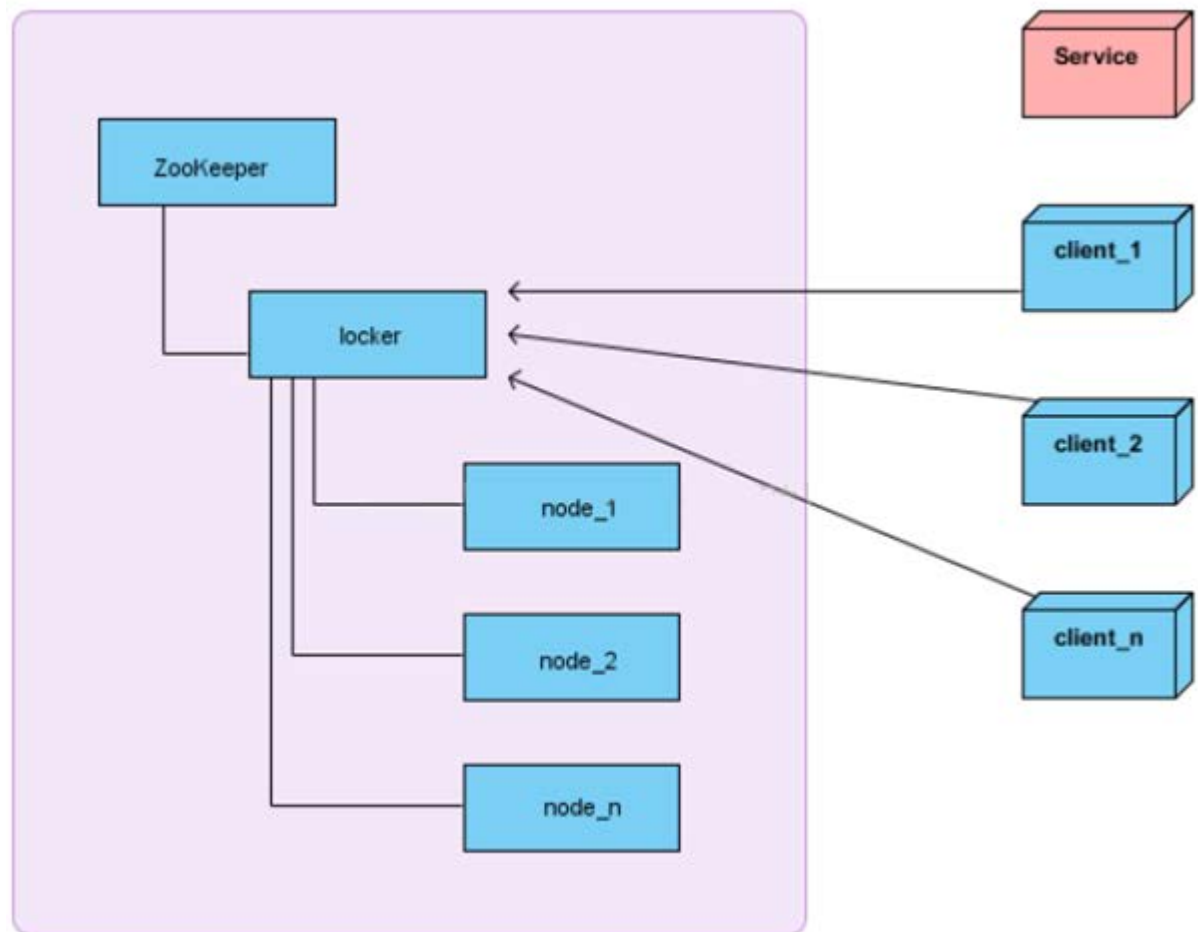 Service
ZooKeeper
client_1
locker
client_2
node_1
client_n
node_2
node_n